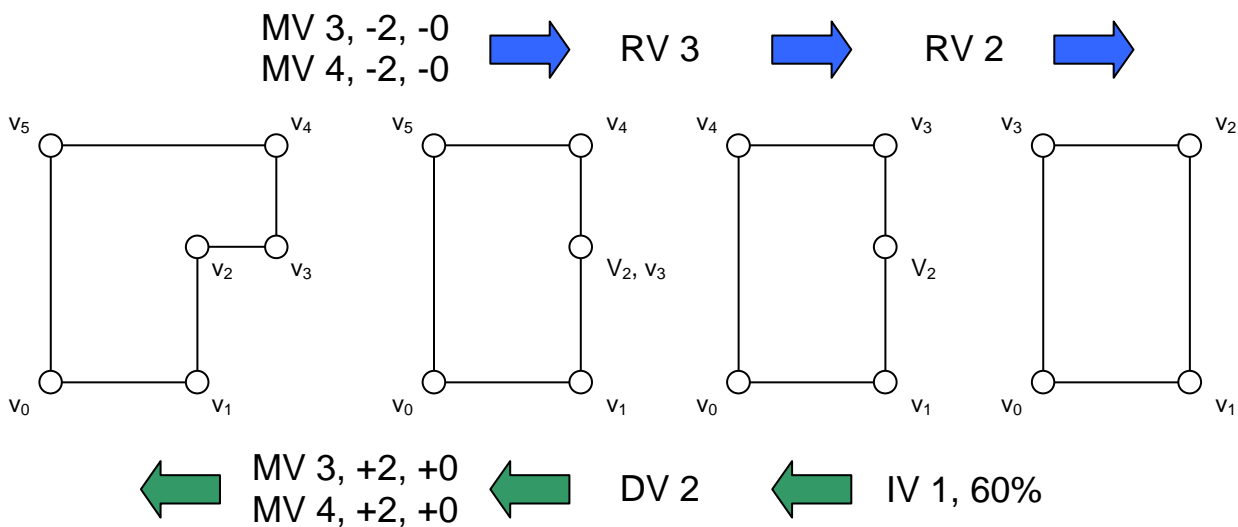 MV 3, -2, -0
MV 4, -2, -0
RV 3
RV 2
v₅
v₄
v₂
v₃
v₀
v₁
v₅
v₄
V₂, v₃
v₀
v₁
v₄
v₃
V₂
v₀
v₁
v₃
v₂
v₀
v₁
MV 3, +2, +0
MV 4, +2, +0
DV 2
IV 1, 60%